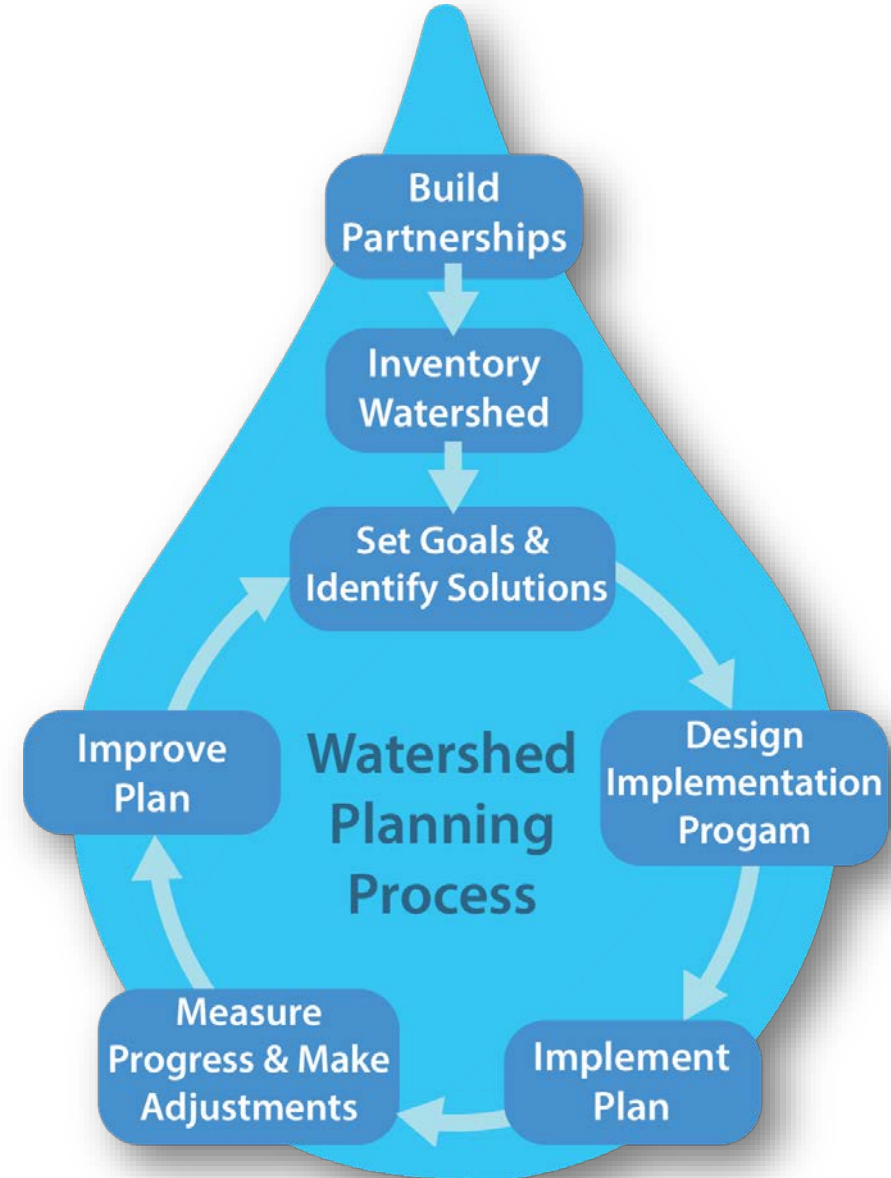 Build
Partnerships
Inventory
Watershed
Set Goals &
Identify Solutions
Design
Implementation
Progam
Implement
Plan
Measure
Progress & Make
Adjustments
Improve
Plan
Watershed
Planning
Process